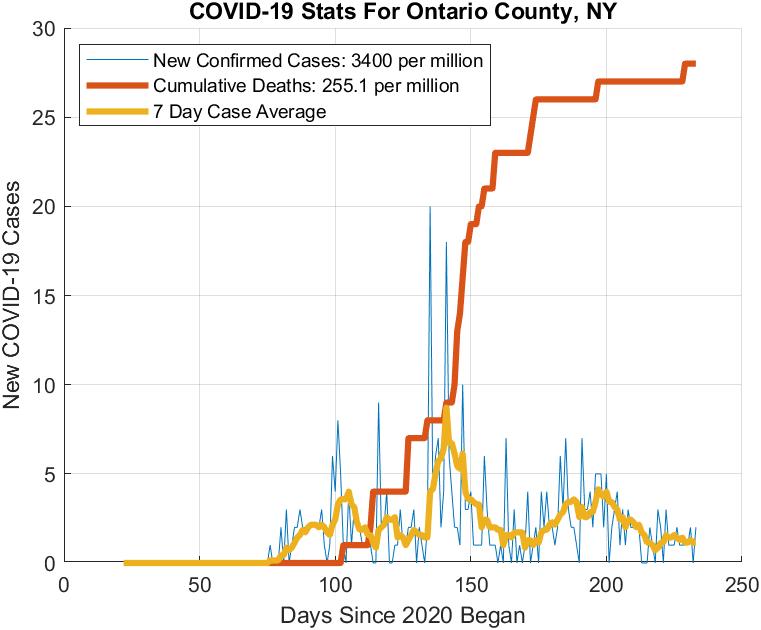 COVID-19 Stats For Ontario County, NY
30
New Confirmed Cases: 3400 per million
Cumulative Deaths: 255.1 per million
7 Day Case Average
25
20
15
10
5
0
New COVID-19 Cases
0 50 100 150 200 250
Days Since 2020 Began